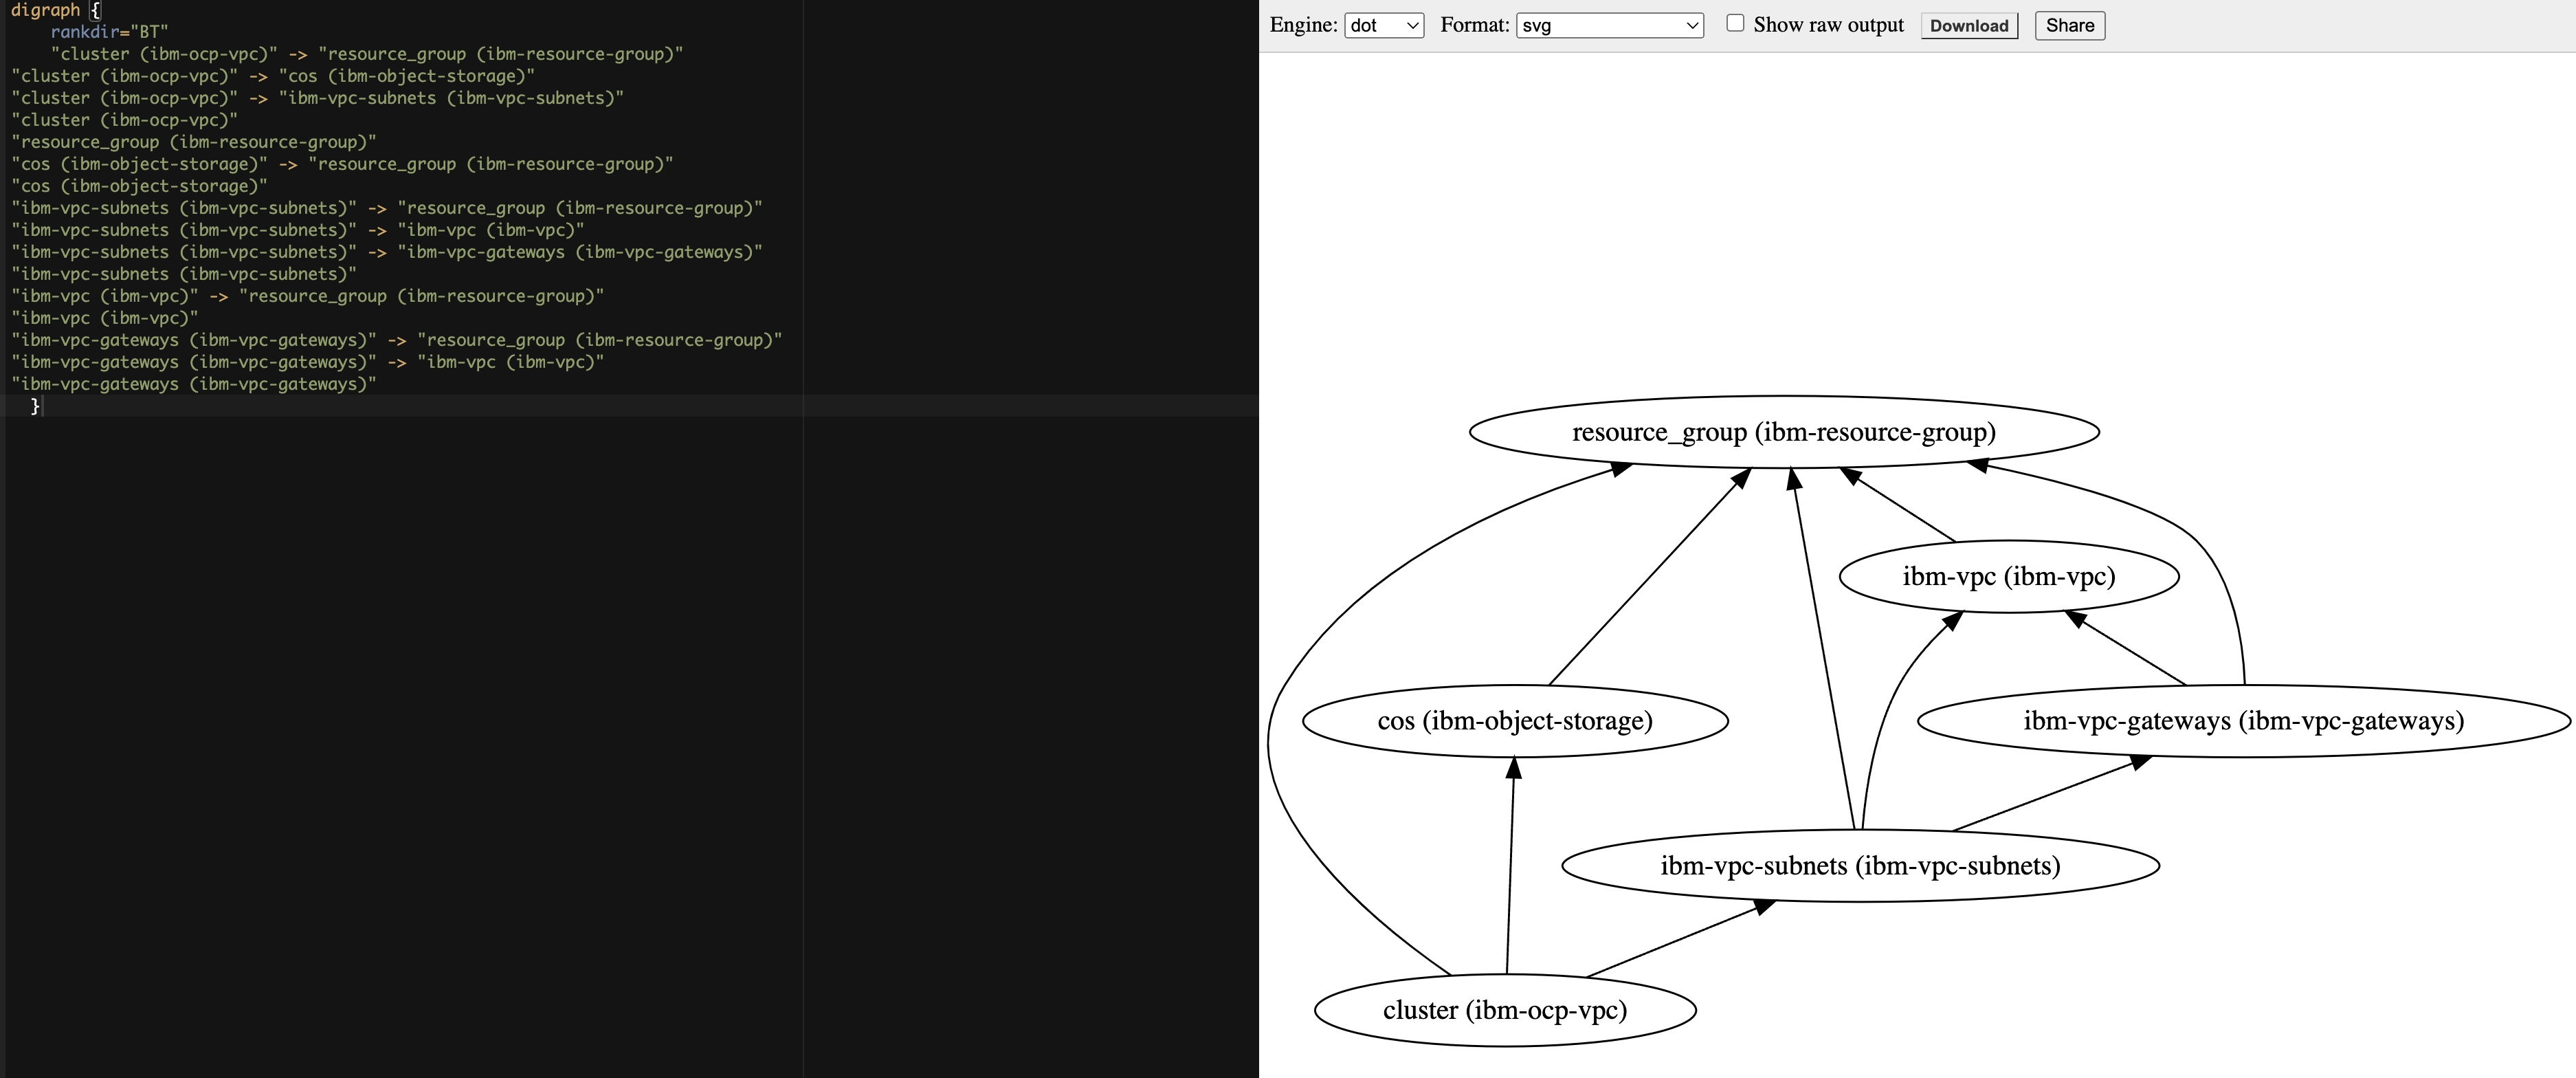 digraph {
    rankdir="BT"
    "cluster (ibm-ocp-vpc)" -> "resource_group (ibm-resource-group)"
"cluster (ibm-ocp-vpc)" -> "cos (ibm-object-storage)"
"cluster (ibm-ocp-vpc)" -> "ibm-vpc-subnets (ibm-vpc-subnets)"
"cluster (ibm-ocp-vpc)"
"resource_group (ibm-resource-group)"
"cos (ibm-object-storage)" -> "resource_group (ibm-resource-group)"
"cos (ibm-object-storage)"
"ibm-vpc-subnets (ibm-vpc-subnets)" -> "resource_group (ibm-resource-group)"
"ibm-vpc-subnets (ibm-vpc-subnets)" -> "ibm-vpc (ibm-vpc)"
"ibm-vpc-subnets (ibm-vpc-subnets)" -> "ibm-vpc-gateways (ibm-vpc-gateways)"
"ibm-vpc-subnets (ibm-vpc-subnets)"
"ibm-vpc (ibm-vpc)" -> "resource_group (ibm-resource-group)"
"ibm-vpc (ibm-vpc)"
"ibm-vpc-gateways (ibm-vpc-gateways)" -> "resource_group (ibm-resource-group)"
"ibm-vpc-gateways (ibm-vpc-gateways)" -> "ibm-vpc (ibm-vpc)"
"ibm-vpc-gateways (ibm-vpc-gateways)"
  }
Engine: dot Format: svg Show raw output Download Share
resource_group (ibm-resource-group)
ibm-vpc (ibm-vpc)
cos (ibm-object-storage)
ibm-vpc-gateways (ibm-vpc-gateways)
ibm-vpc-subnets (ibm-vpc-subnets)
cluster (ibm-ocp-vpc)